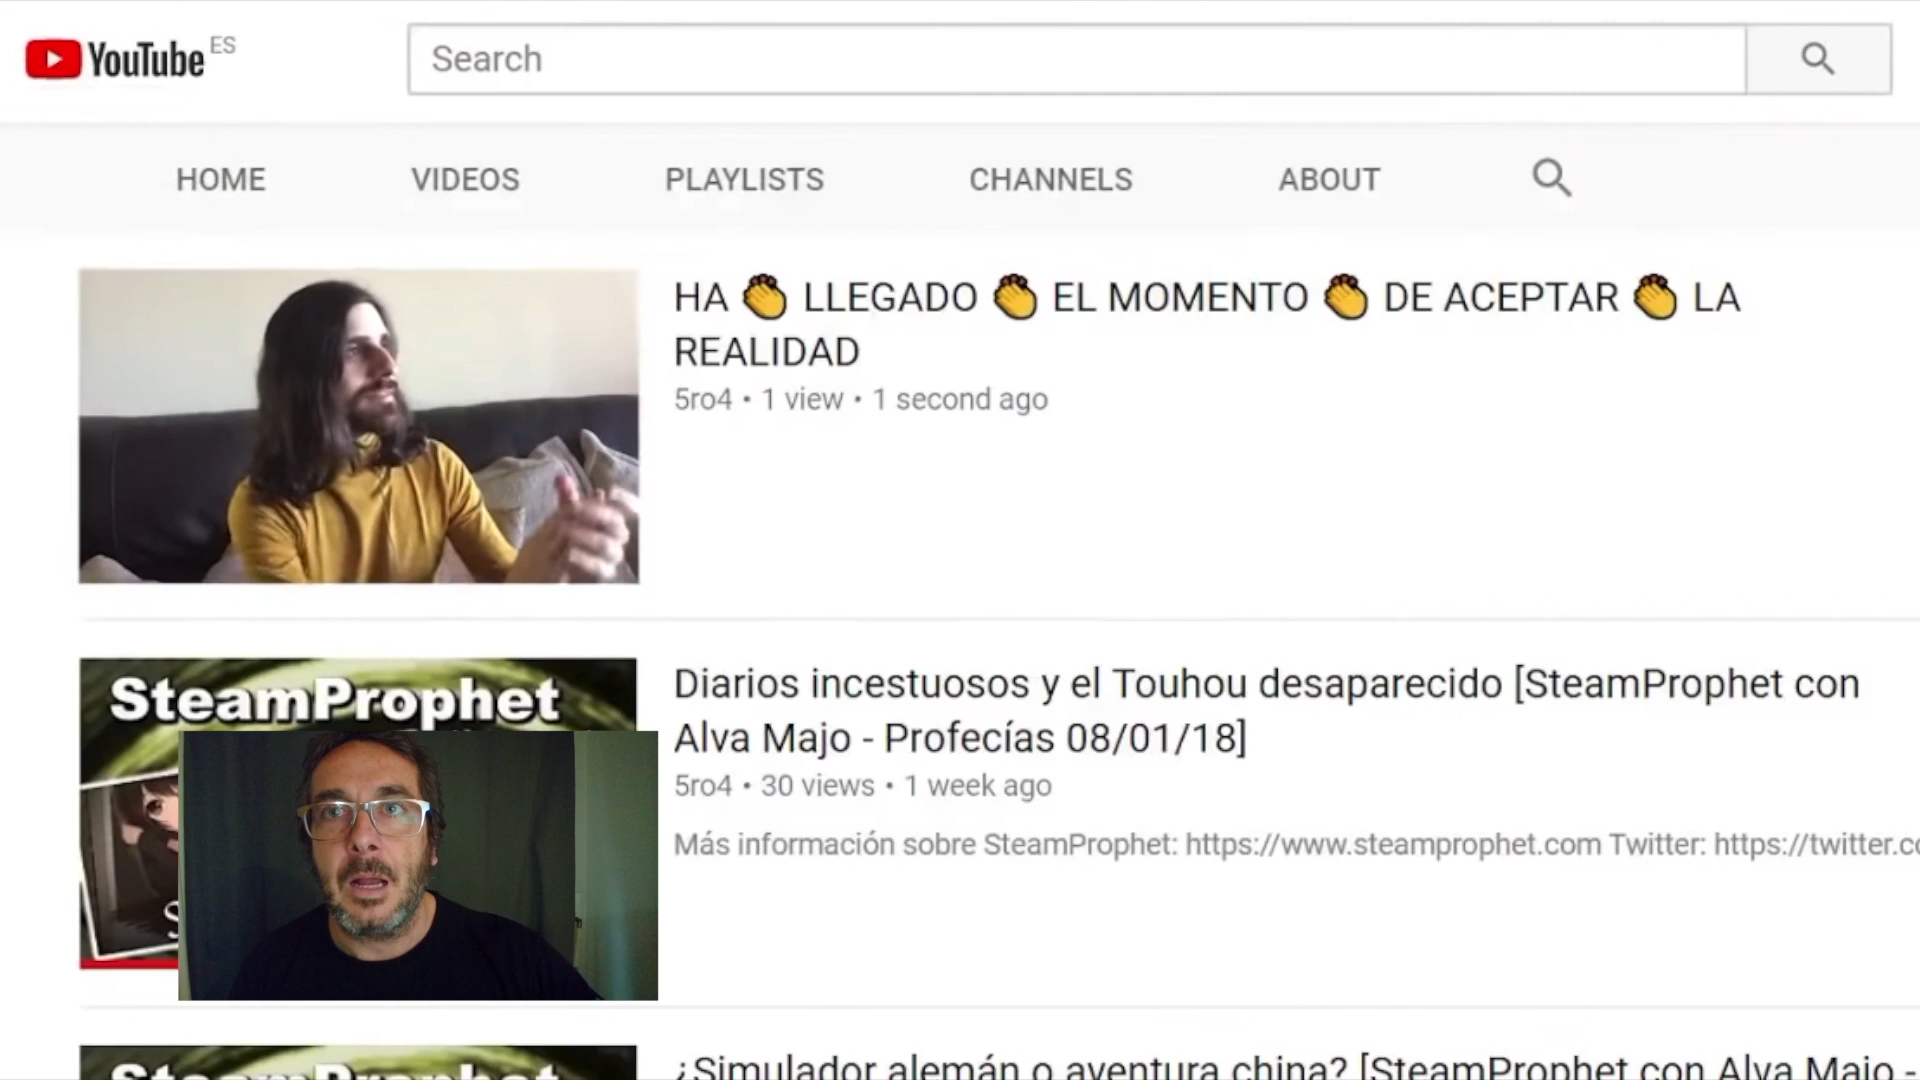 YouTube ES
Search
HOME VIDEOS PLAYLISTS CHANNELS ABOUT
HA 👏 LLEGADO 👏 EL MOMENTO 👏 DE ACEPTAR 👏 LA
REALIDAD
5ro4 • 1 view • 1 second ago
SteamProphet
Diarios incestuosos y el Touhou desaparecido [SteamProphet con
Alva Majo - Profecías 08/01/18]
5ro4 • 30 views • 1 week ago
Más información sobre SteamProphet: https://www.steamprophet.com Twitter: https://twitter.co
SteamProphet
¿Simulador alemán o aventura china? [SteamProphet con Alva Majo -